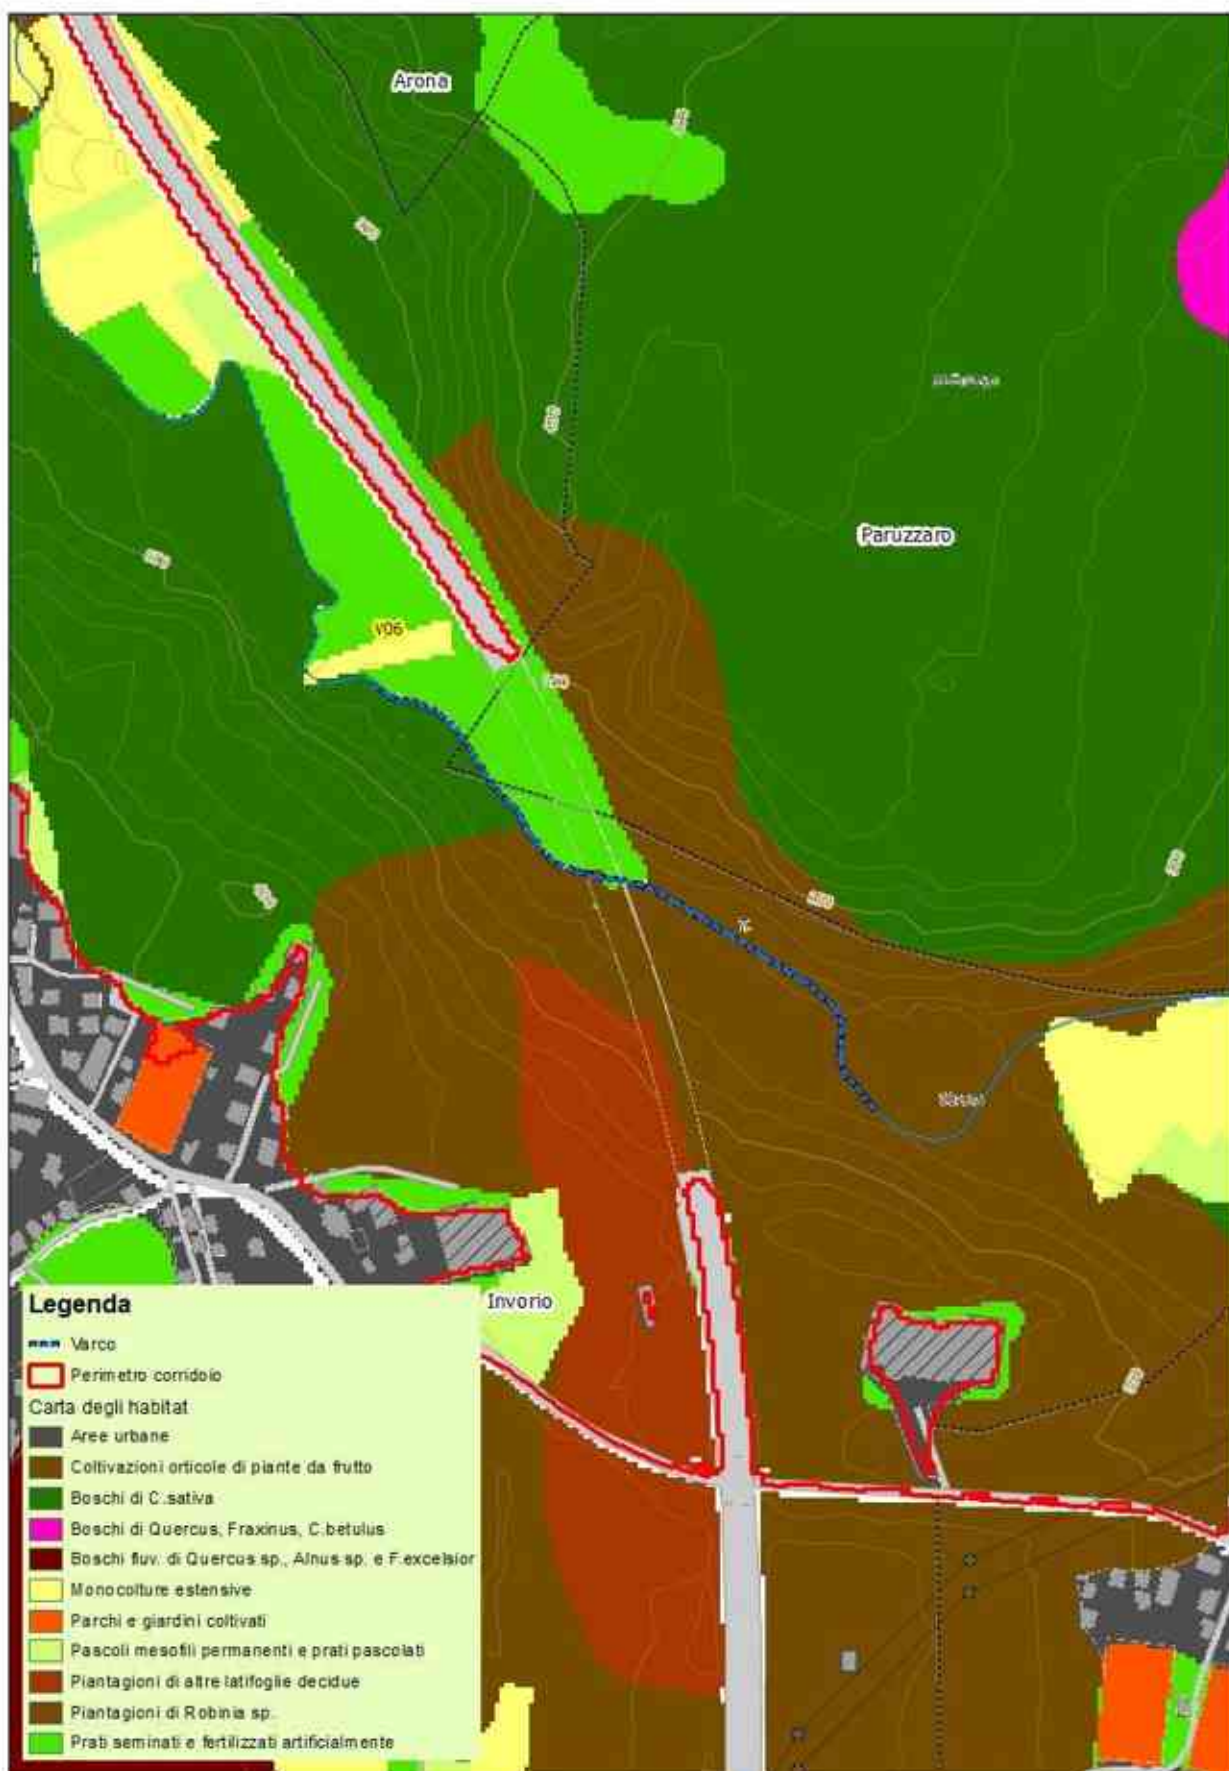 Arona
Paruzzaro
V06
Invorio
Legenda
Varco
Perimetro corridoio
Carta degli habitat
Aree urbane
Coltivazioni orticole di piante da frutto
Boschi di C.sativa
Boschi di Quercus, Fraxinus, C.betulus
Boschi fluv. di Quercus sp., Alnus sp. e F.excelsior
Monocolture estensive
Parchi e giardini coltivati
Pascoli mesofili permanenti e prati pascolati
Piantagioni di altre latifoglie decidue
Piantagioni di Robinia sp.
Prati seminati e fertilizzati artificialmente